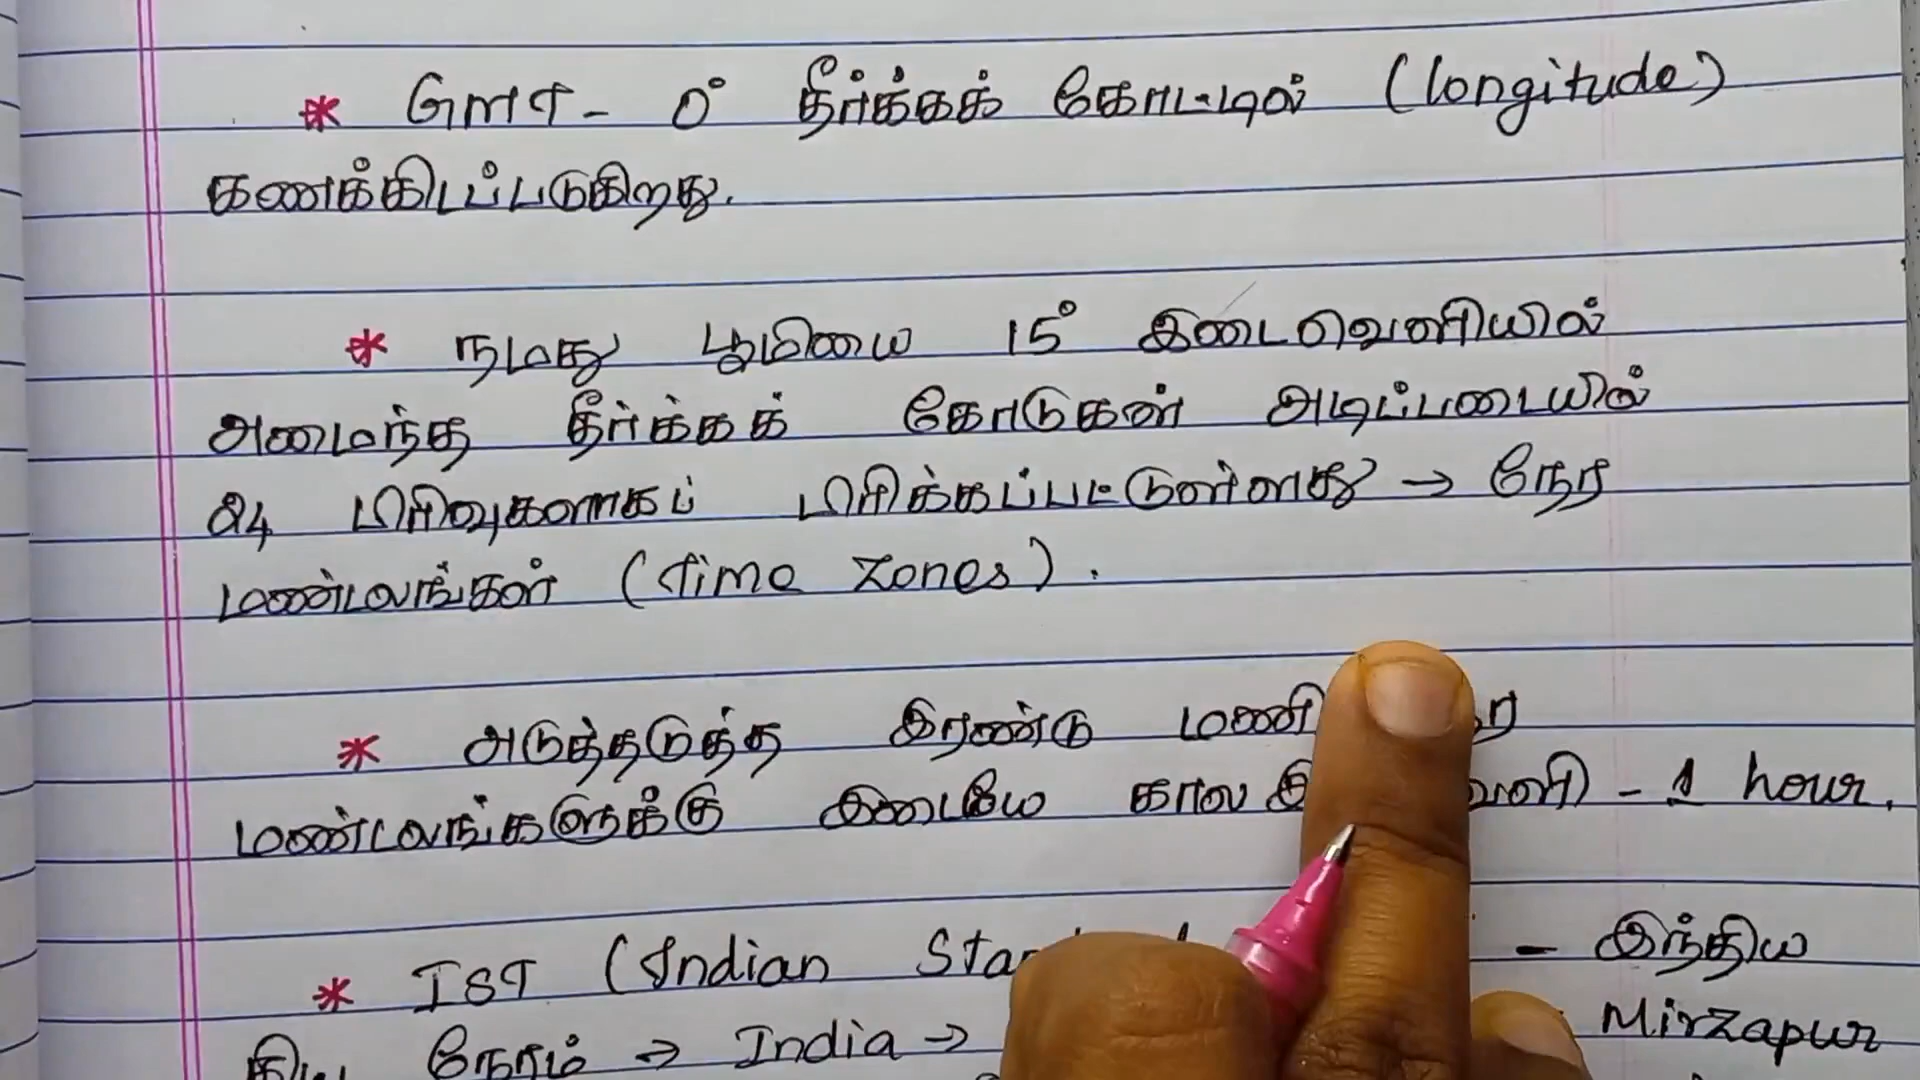 * GMT - 0° தீர்க்கக் கோட்டில் (longitude)
கணக்கிடப்படுகிறது.
* நமது பூமியை 15° இடைவெளியில்
அமைந்த தீர்க்கக் கோடுகள் அடிப்படையில்
24 பிரிவுகளாகப் பிரிக்கப்பட்டுள்ளது → நேர
மண்டலங்கள் (Time Zones).
* அடுத்தடுத்த இரண்டு மணி
மண்டலங்களுக்கு இடையே கால - 1 hour.
* IST (Indian - இந்திய
நேரம் → India → Mirzapur